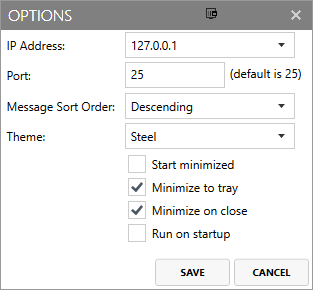 OPTIONS
IP Address: 127.0.0.1
Port: 25 (default is 25)
Message Sort Order: Descending
Theme: Steel
Start minimized
Minimize to tray
Minimize on close
Run on startup
SAVE CANCEL